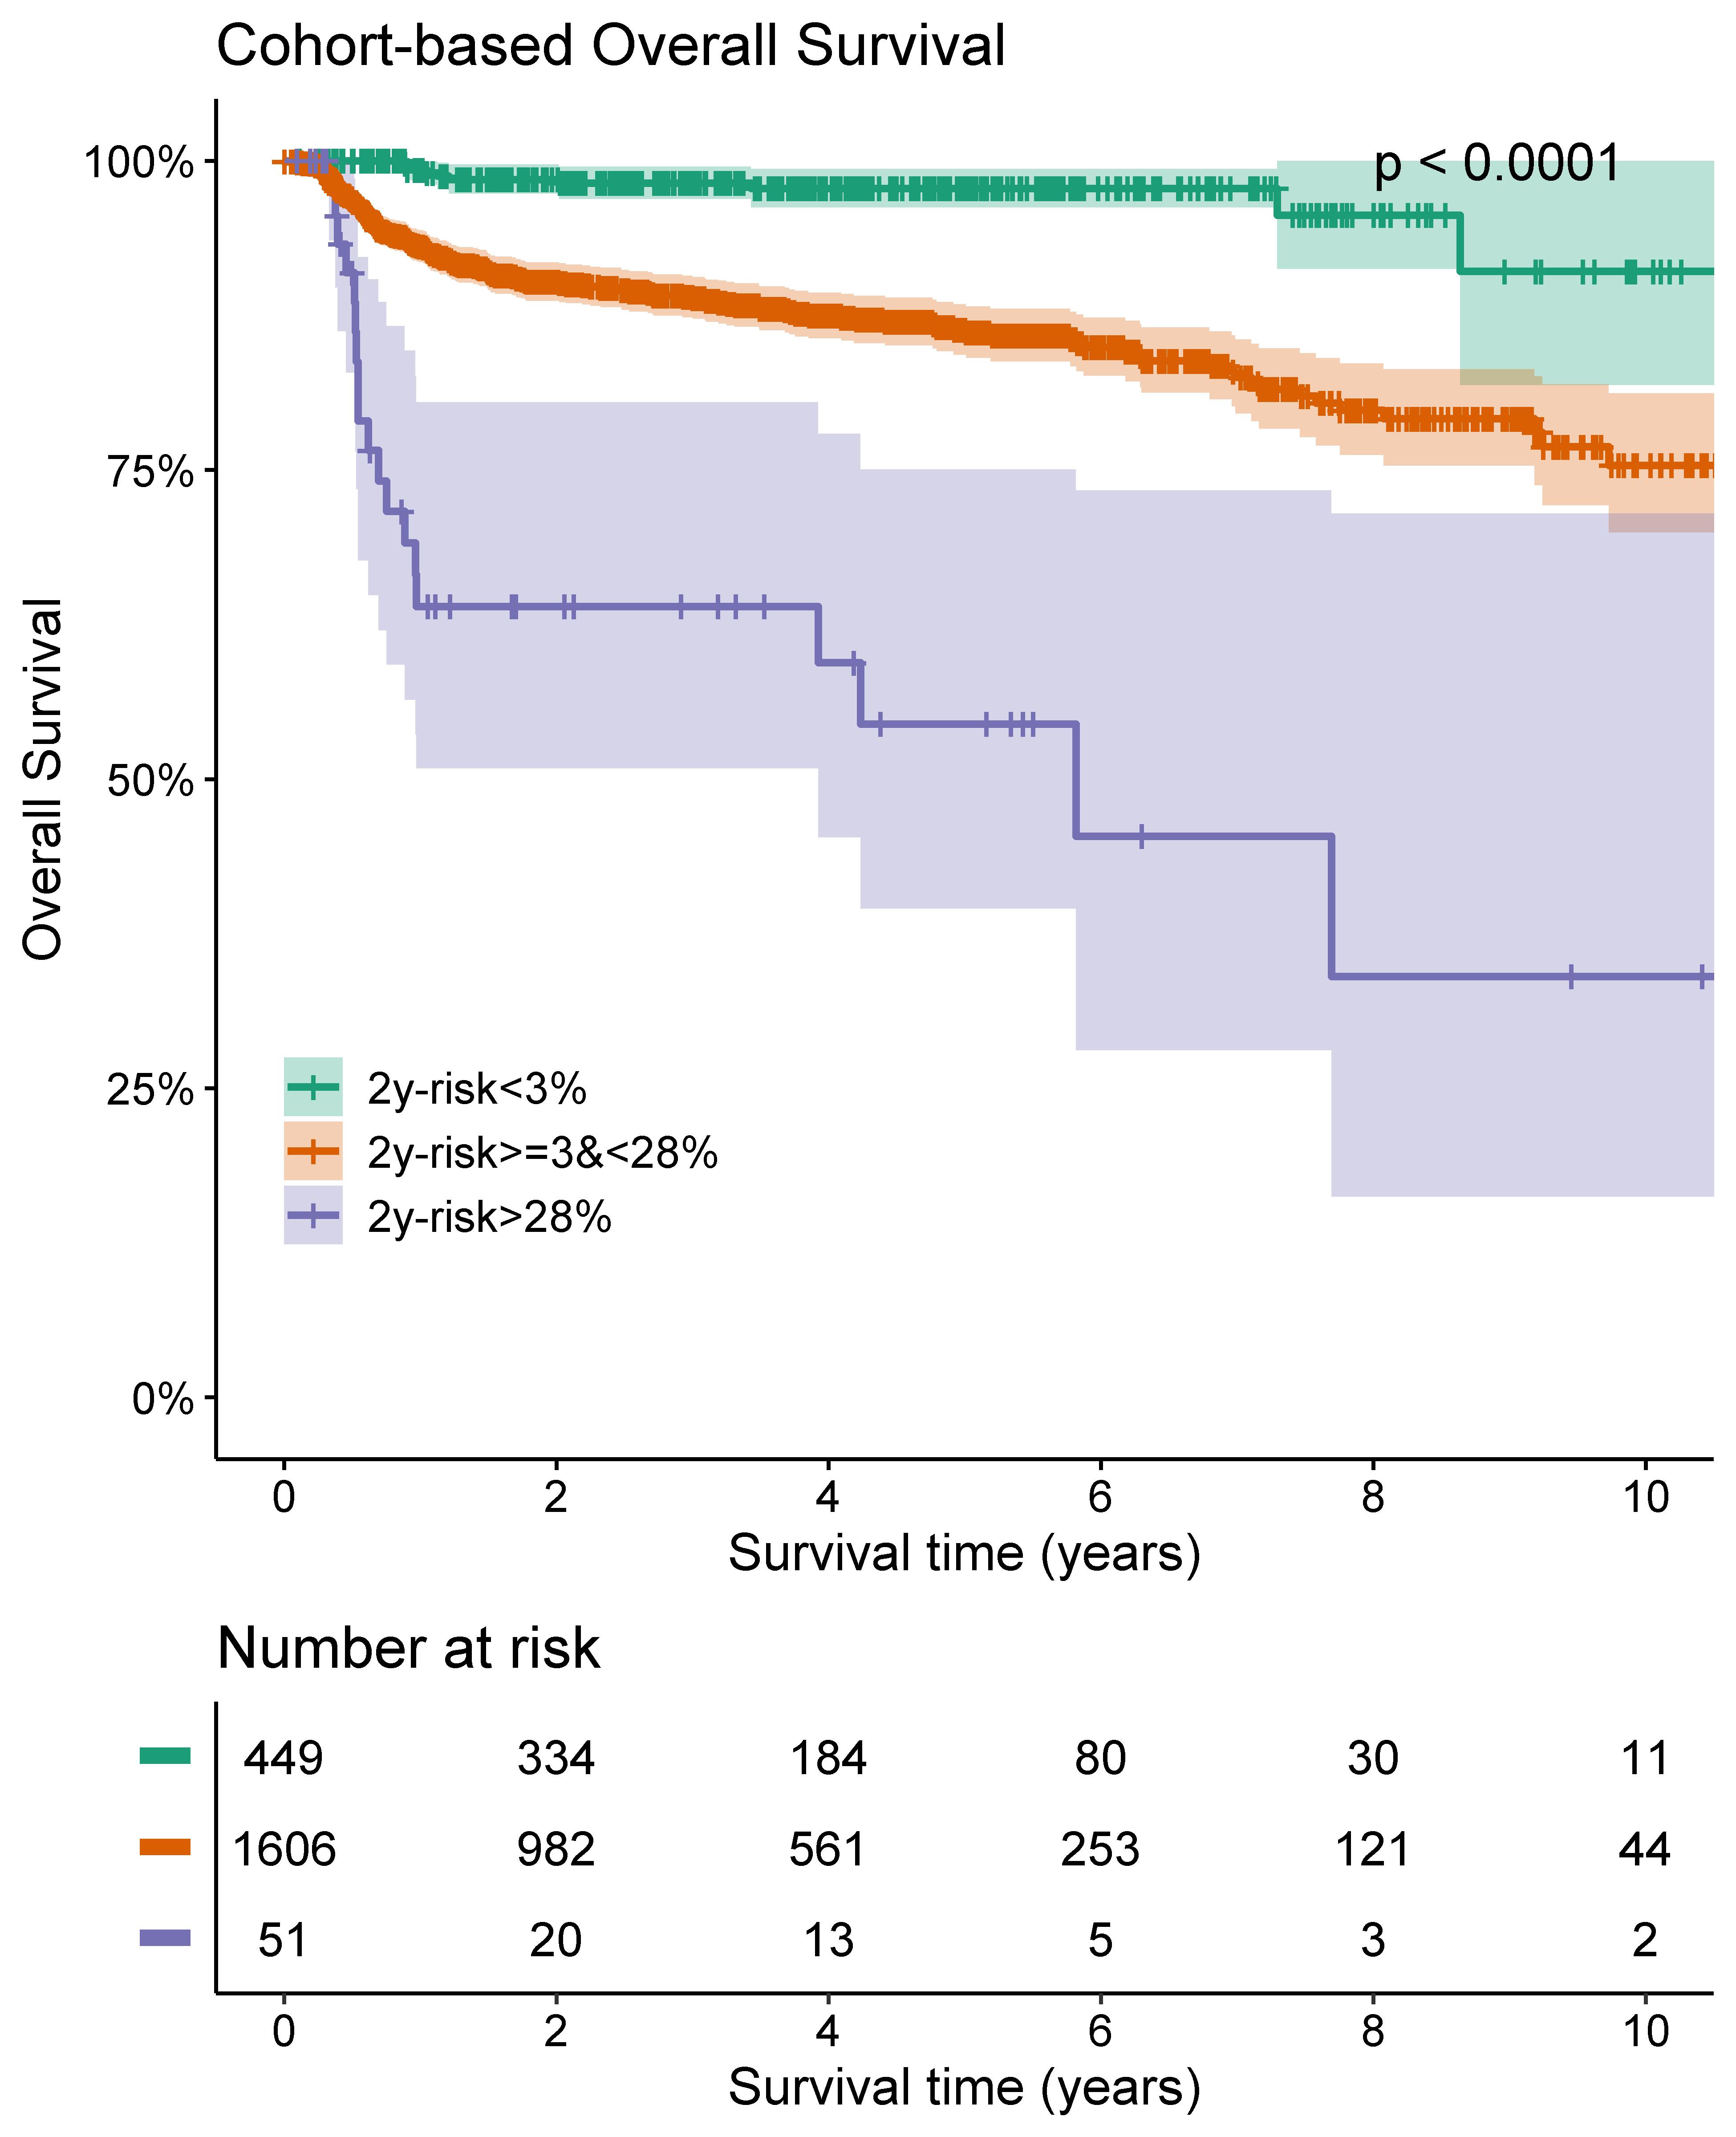 Cohort-based Overall Survival
p < 0.0001
100%
75%
50%
25%
0%
Overall Survival
2y-risk<3%
2y-risk>=3&<28%
2y-risk>28%
0 2 4 6 8 10
Survival time (years)
Number at risk
449 334 184 80 30 11
1606 982 561 253 121 44
51 20 13 5 3 2
0 2 4 6 8 10
Survival time (years)